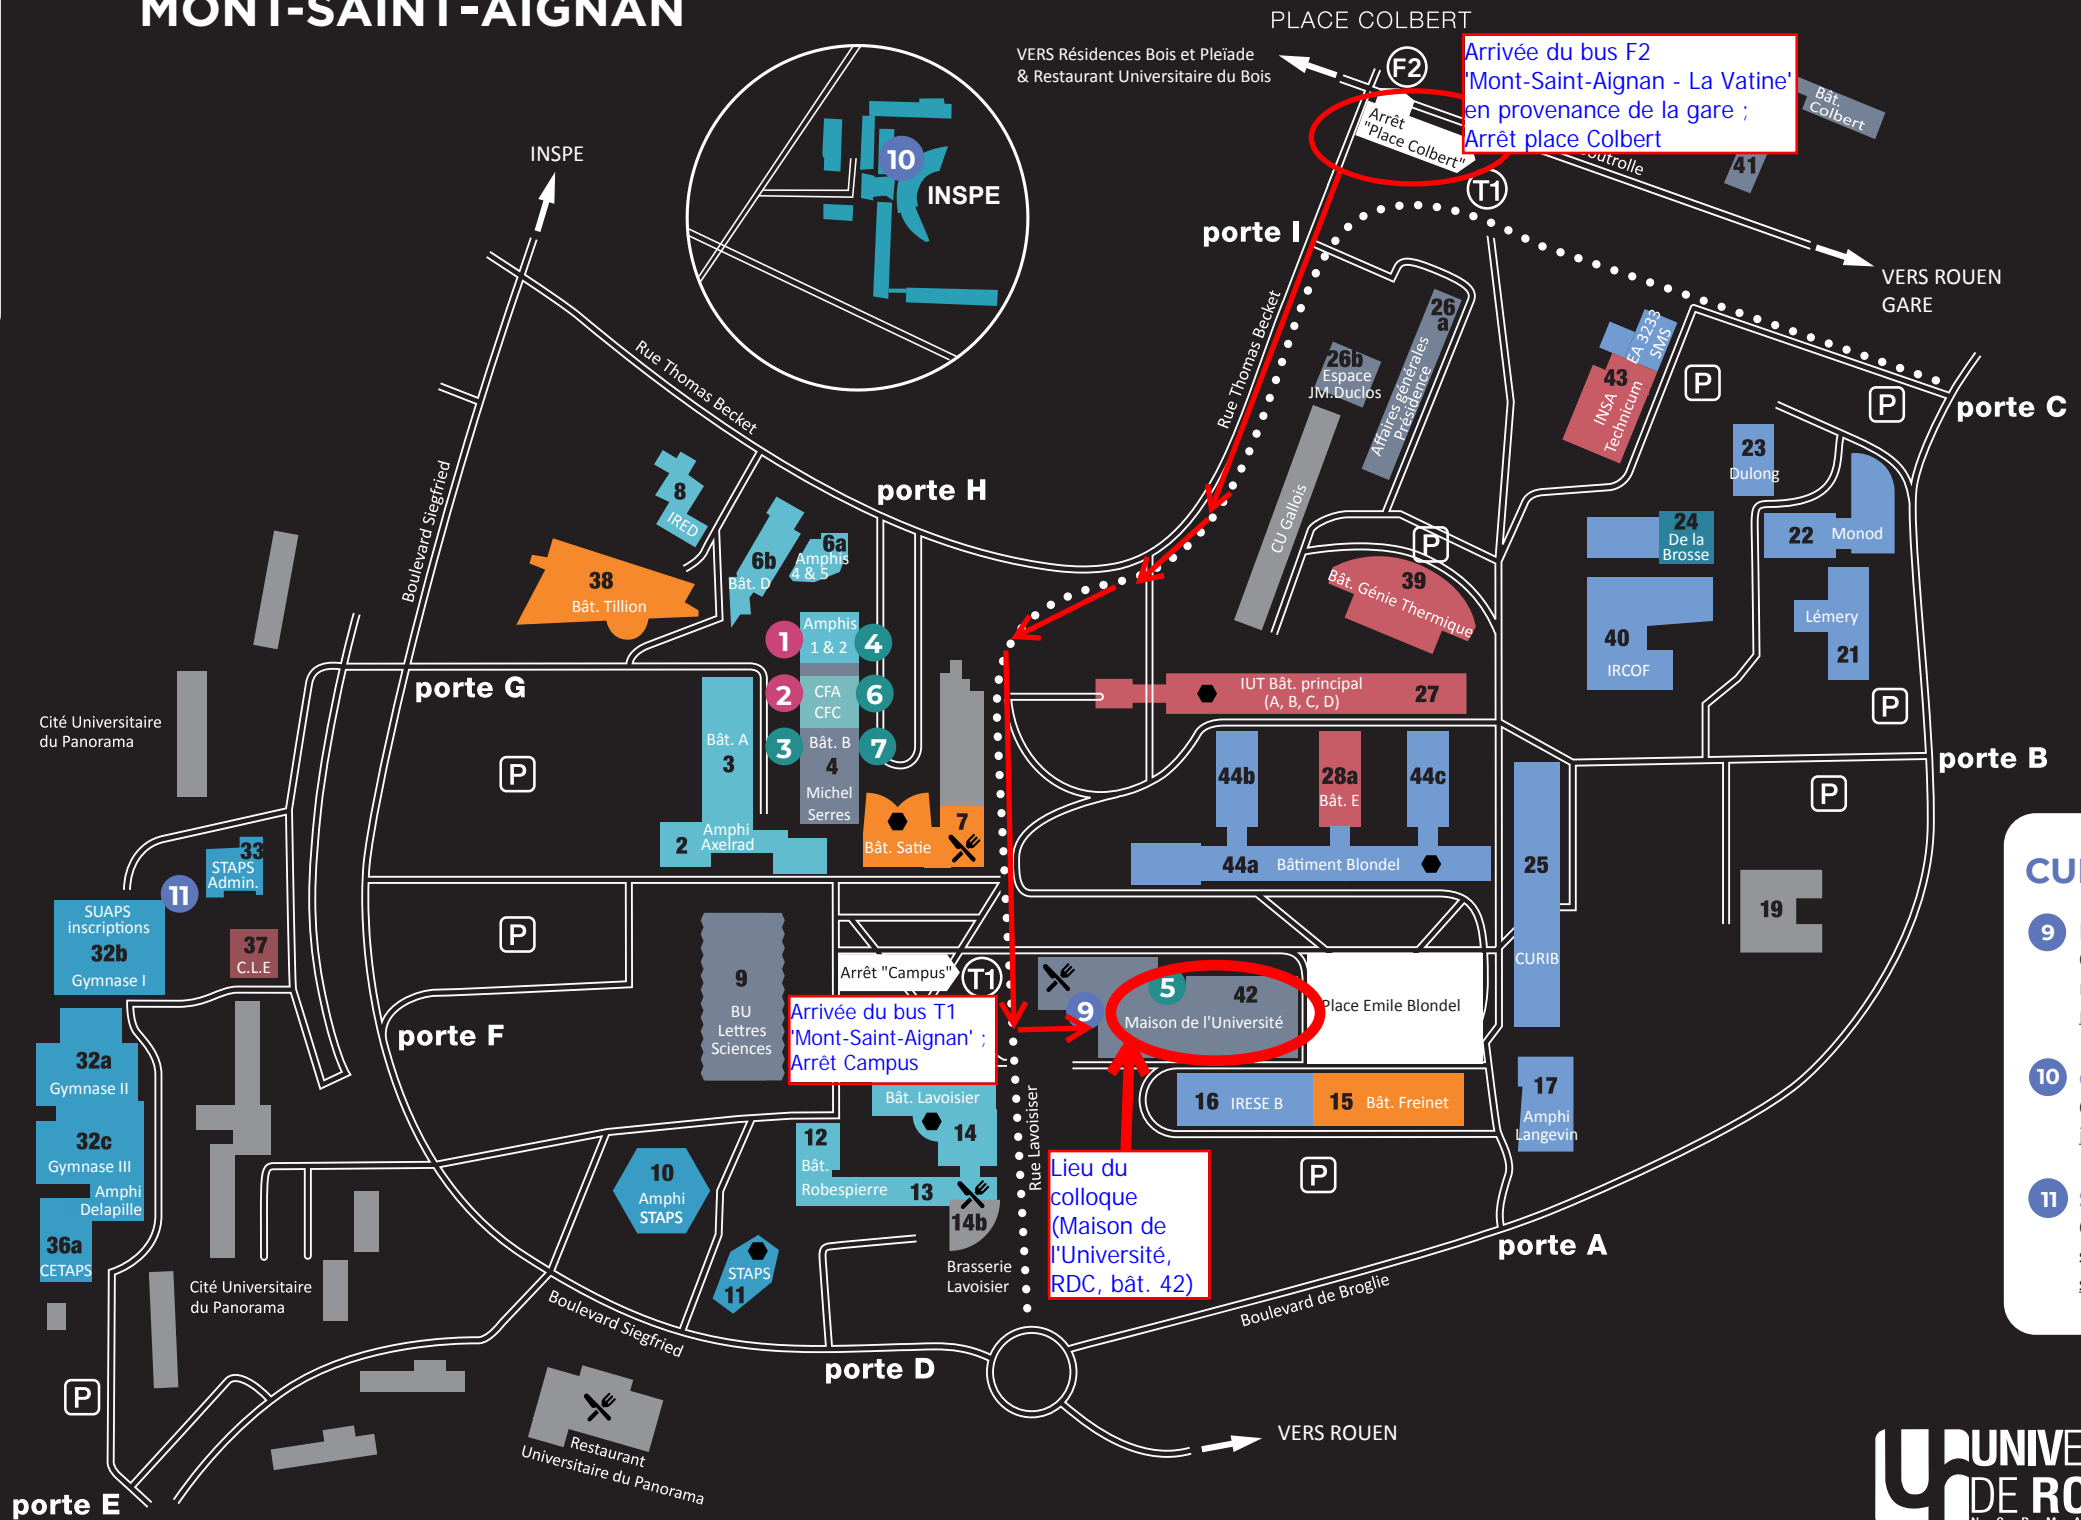 MONT-SAINT-AIGNAN
PLACE COLBERT
VERS Résidences Bois et Pleïade
& Restaurant Universitaire du Bois
F2
Arrivée du bus F2
'Mont-Saint-Aignan - La Vatine'
en provenance de la gare ;
Arrêt place Colbert
Arrêt
"Place Colbert"
Bât.
Colbert
41
T1
INSPE
10
INSPE
porte I
VERS ROUEN
GARE
Rue Thomas Becket
Rue Thomas Becket
26
a
Affaires générales
Présidence
26b
Espace
JM.Duclos
CU Gallois
EA 3233
SMS
43
INSA
Technicum
P
P
porte C
23
Dulong
22
Monod
24
De la
Brosse
Lémery
21
40
IRCOF
P
porte B
P
Boulevard Siegfried
porte H
8
IRED
6b
Bât. D
6a
Amphis
4 & 5
38
Bât. Tillion
P
39
Bât. Génie Thermique
1
Amphis
1 & 2
4
2
CFA
CFC
6
3
Bât. B
7
4
Michel
Serres
porte G
Cité Universitaire
du Panorama
P
Bât. A
3
2
Amphi
Axelrad
Bât. Satie
7
IUT Bât. principal
(A, B, C, D)
27
44b
28a
Bât. E
44c
44a
Bâtiment Blondel
25
CURIB
19
33
STAPS
Admin.
11
SUAPS
inscriptions
32b
Gymnase I
37
C.L.E
P
9
BU
Lettres
Sciences
Arrêt "Campus"
T1
Arrivée du bus T1
'Mont-Saint-Aignan' ;
Arrêt Campus
9
5
42
Maison de l'Université
Place Emile Blondel
porte F
32a
Gymnase II
32c
Gymnase III
Amphi
Delapille
36a
CETAPS
Bât. Lavoisier
14
12
Bât.
Robespierre
13
14b
Brasserie
Lavoisier
Rue Lavoisiser
16
IRESE B
15
Bât. Freinet
17
Amphi
Langevin
P
Lieu du
colloque
(Maison de
l'Université,
RDC, bât. 42)
10
Amphi
STAPS
STAPS
11
Cité Universitaire
du Panorama
Boulevard Siegfried
Boulevard de Broglie
porte A
porte D
P
Restaurant
Universitaire du Panorama
VERS ROUEN
porte E
9
10
11
UNIVE
DE RO